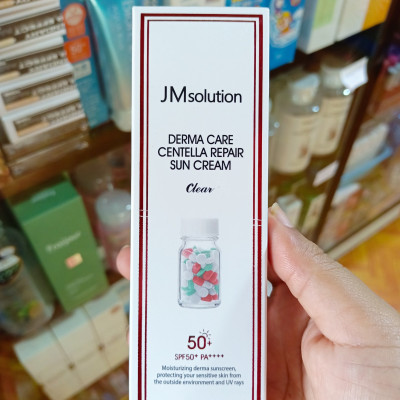 JMsolution
DERMA CARE
CENTELLA REPAIR
SUN CREAM
Clear
50+
SPF50+ PA++++
Moisturizing derma sunscreen,
protecting your sensitive skin from
the outside environment and UV rays